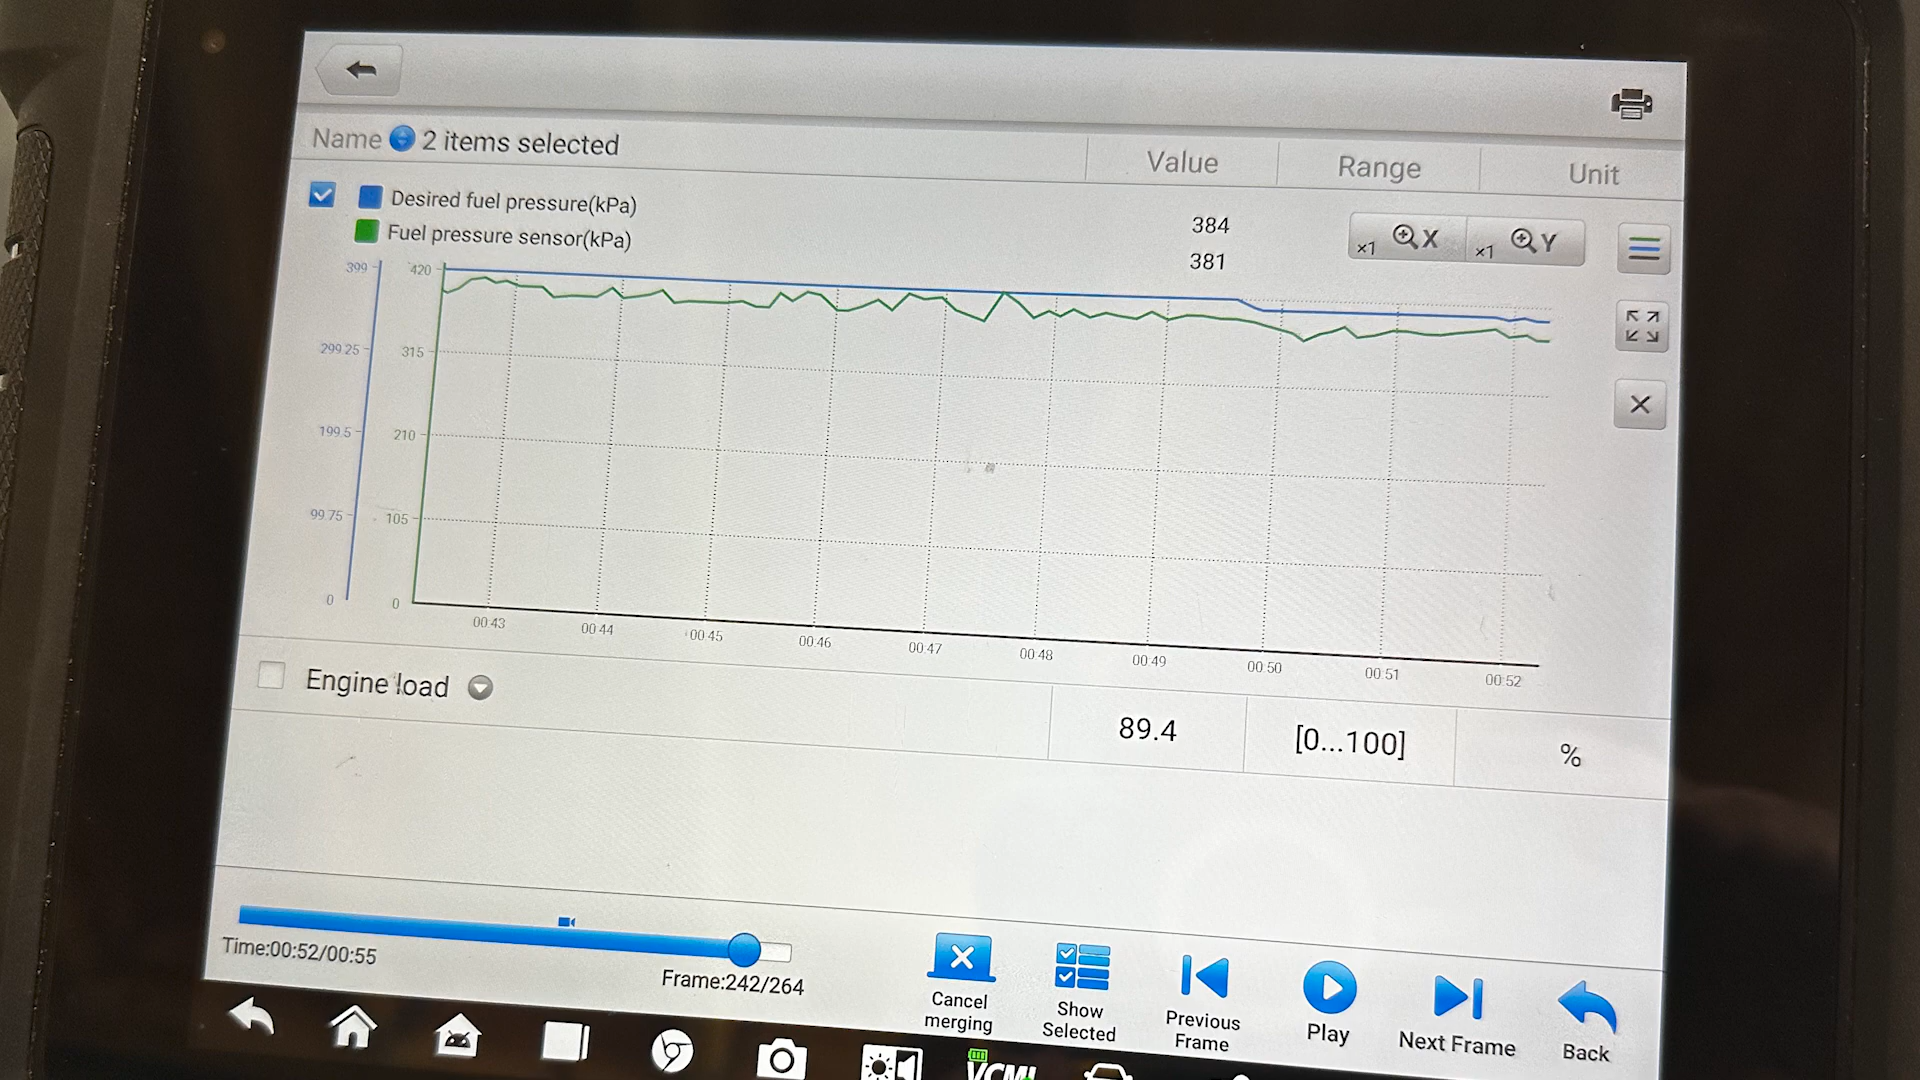 Name 2 items selected
Value Range Unit
Desired fuel pressure(kPa) 384
Fuel pressure sensor(kPa) 381
×1 X ×1 Y
399 420
299.25 315
199.5 210
99.75 105
0 0
00:43 00:44 00:45 00:46 00:47 00:48 00:49 00:50 00:51 00:52
Engine load 89.4 [0...100] %
Time:00:52/00:55
Frame:242/264
Cancel
merging
Show
Selected
Previous
Frame
Play
Next Frame
Back
VCMI